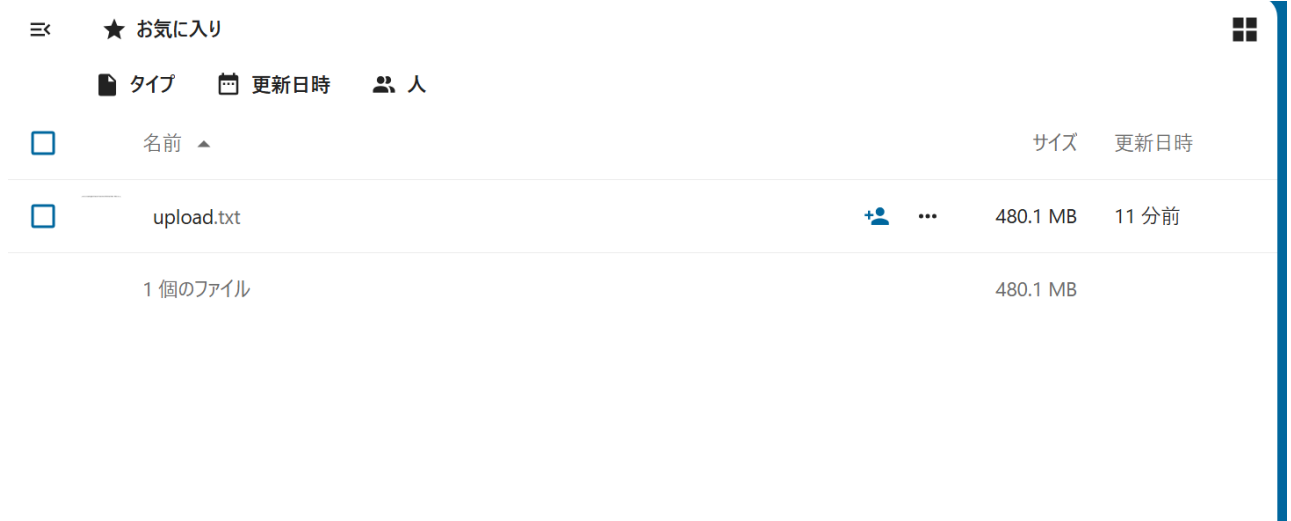 お気に入り
タイプ 更新日時 人
名前 サイズ 更新日時
upload.txt 480.1 MB 11 分前
1 個のファイル 480.1 MB